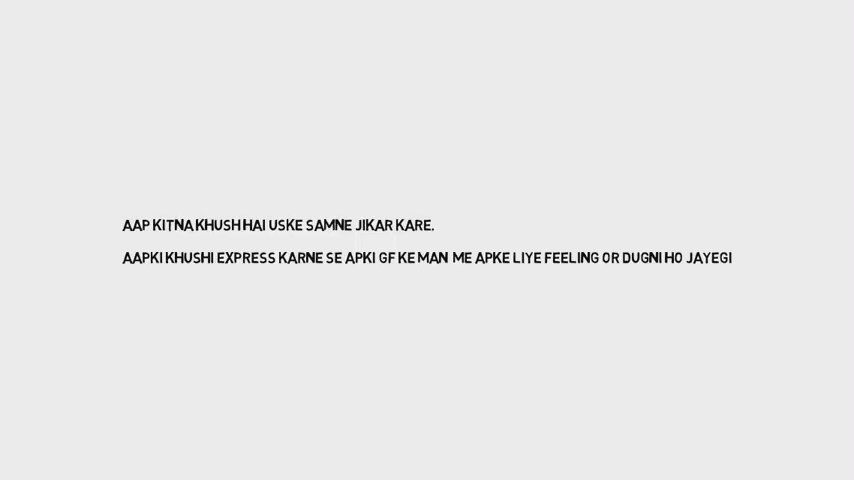 AAP KITNA KHUSH HAI USKE SAMNE JIKAR KARE.
AAPKI KHUSHI EXPRESS KARNE SE APKI GF KE MAN ME APKE LIYE FEELING OR DUGNI HO JAYEGI